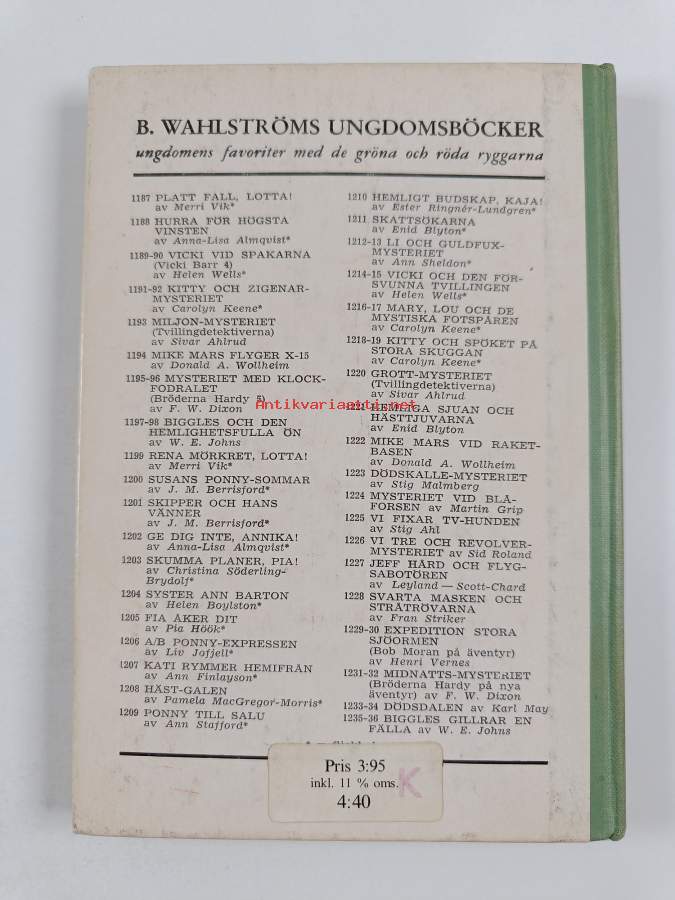 B. WAHLSTRÖMS UNGDOMSBÖCKER
ungdomens favoriter med de gröna och röda ryggarna
1187 PLATT FALL, LOTTA!
av Merri Vik*
1188 HURRA FÖR HÖGSTA
VINSTEN
av Anna-Lisa Almqvist*
1189-90 VICKI VID SPAKARNA
(Vicki Barr 4)
av Helen Wells*
1191-92 KITTY OCH ZIGENAR-
MYSTERIET
av Carolyn Keene*
1193 MILJON-MYSTERIET
(Tvillingdetektiverna)
av Sivar Ahlrud
1194 MIKE MARS FLYGER X-15
av Donald A. Wollheim
1195-96 MYSTERIET MED KLOCK-
FODRALET
(Bröderna Hardy 5)
av F. W. Dixon
1197-98 BIGGLES OCH DEN
HEMLIGHETSFULLA ÖN
av W. E. Johns
1199 RENA MÖRKRET, LOTTA!
av Merri Vik*
1200 SUSANS PONNY-SOMMAR
av J. M. Berrisford*
1201 SKIPPER OCH HANS
VÄNNER
av J. M. Berrisford*
1202 GE DIG INTE, ANNIKA!
av Anna-Lisa Almqvist*
1203 SKUMMA PLANER, PIA!
av Christina Söderling-
Brydolf*
1204 SYSTER ANN BARTON
av Helen Boylston*
1205 FIA ÅKER DIT
av Pia Höök*
1206 A/B PONNY-EXPRESSEN
av Liv Jofjell*
1207 KATI RYMMER HEMIFRÅN
av Ann Finlayson*
1208 HÄST-GALEN
av Pamela MacGregor-Morris*
1209 PONNY TILL SALU
av Ann Stafford*
1210 HEMLIGT BUDSKAP, KAJA!
av Ester Ringnér-Lundgren*
1211 SKATTSÖKARNA
av Enid Blyton*
1212-13 LI OCH GULDFUX-
MYSTERIET
av Ann Sheldon*
1214-15 VICKI OCH DEN FÖR-
SVUNNA TVILLINGEN
av Helen Wells*
1216-17 MARY, LOU OCH DE
MYSTISKA FOTSPÅREN
av Carolyn Keene*
1218-19 KITTY OCH SPÖKET PÅ
STORA SKUGGAN
av Carolyn Keene*
1220 GROTT-MYSTERIET
(Tvillingdetektiverna)
av Sivar Ahlrud
1221 HEMLIGA SJUAN OCH
HÄSTTJUVARNA
av Enid Blyton
1222 MIKE MARS VID RAKET-
BASEN
av Donald A. Wollheim
1223 DÖDSKALLE-MYSTERIET
av Stig Malmberg
1224 MYSTERIET VID BLÅ-
FORSEN av Martin Grip
1225 VI FIXAR TV-HUNDEN
av Stig Ahl
1226 VI TRE OCH REVOLVER-
MYSTERIET av Sid Roland
1227 JEFF HÅRD OCH FLYG-
SABOTÖREN
av Leyland — Scott-Chard
1228 SVARTA MASKEN OCH
STRÅTRÖVARNA
av Fran Striker
1229-30 EXPEDITION STORA
SJÖORMEN
(Bob Moran på äventyr)
av Henri Vernes
1231-32 MIDNATTS-MYSTERIET
(Bröderna Hardy på nya
äventyr) av F. W. Dixon
1233-34 DÖDSDALEN av Karl May
1235-36 BIGGLES GILLRAR EN
FÄLLA av W. E. Johns
Antikvariaatti.net
Pris 3:95
inkl. 11 % oms.
4:40
K